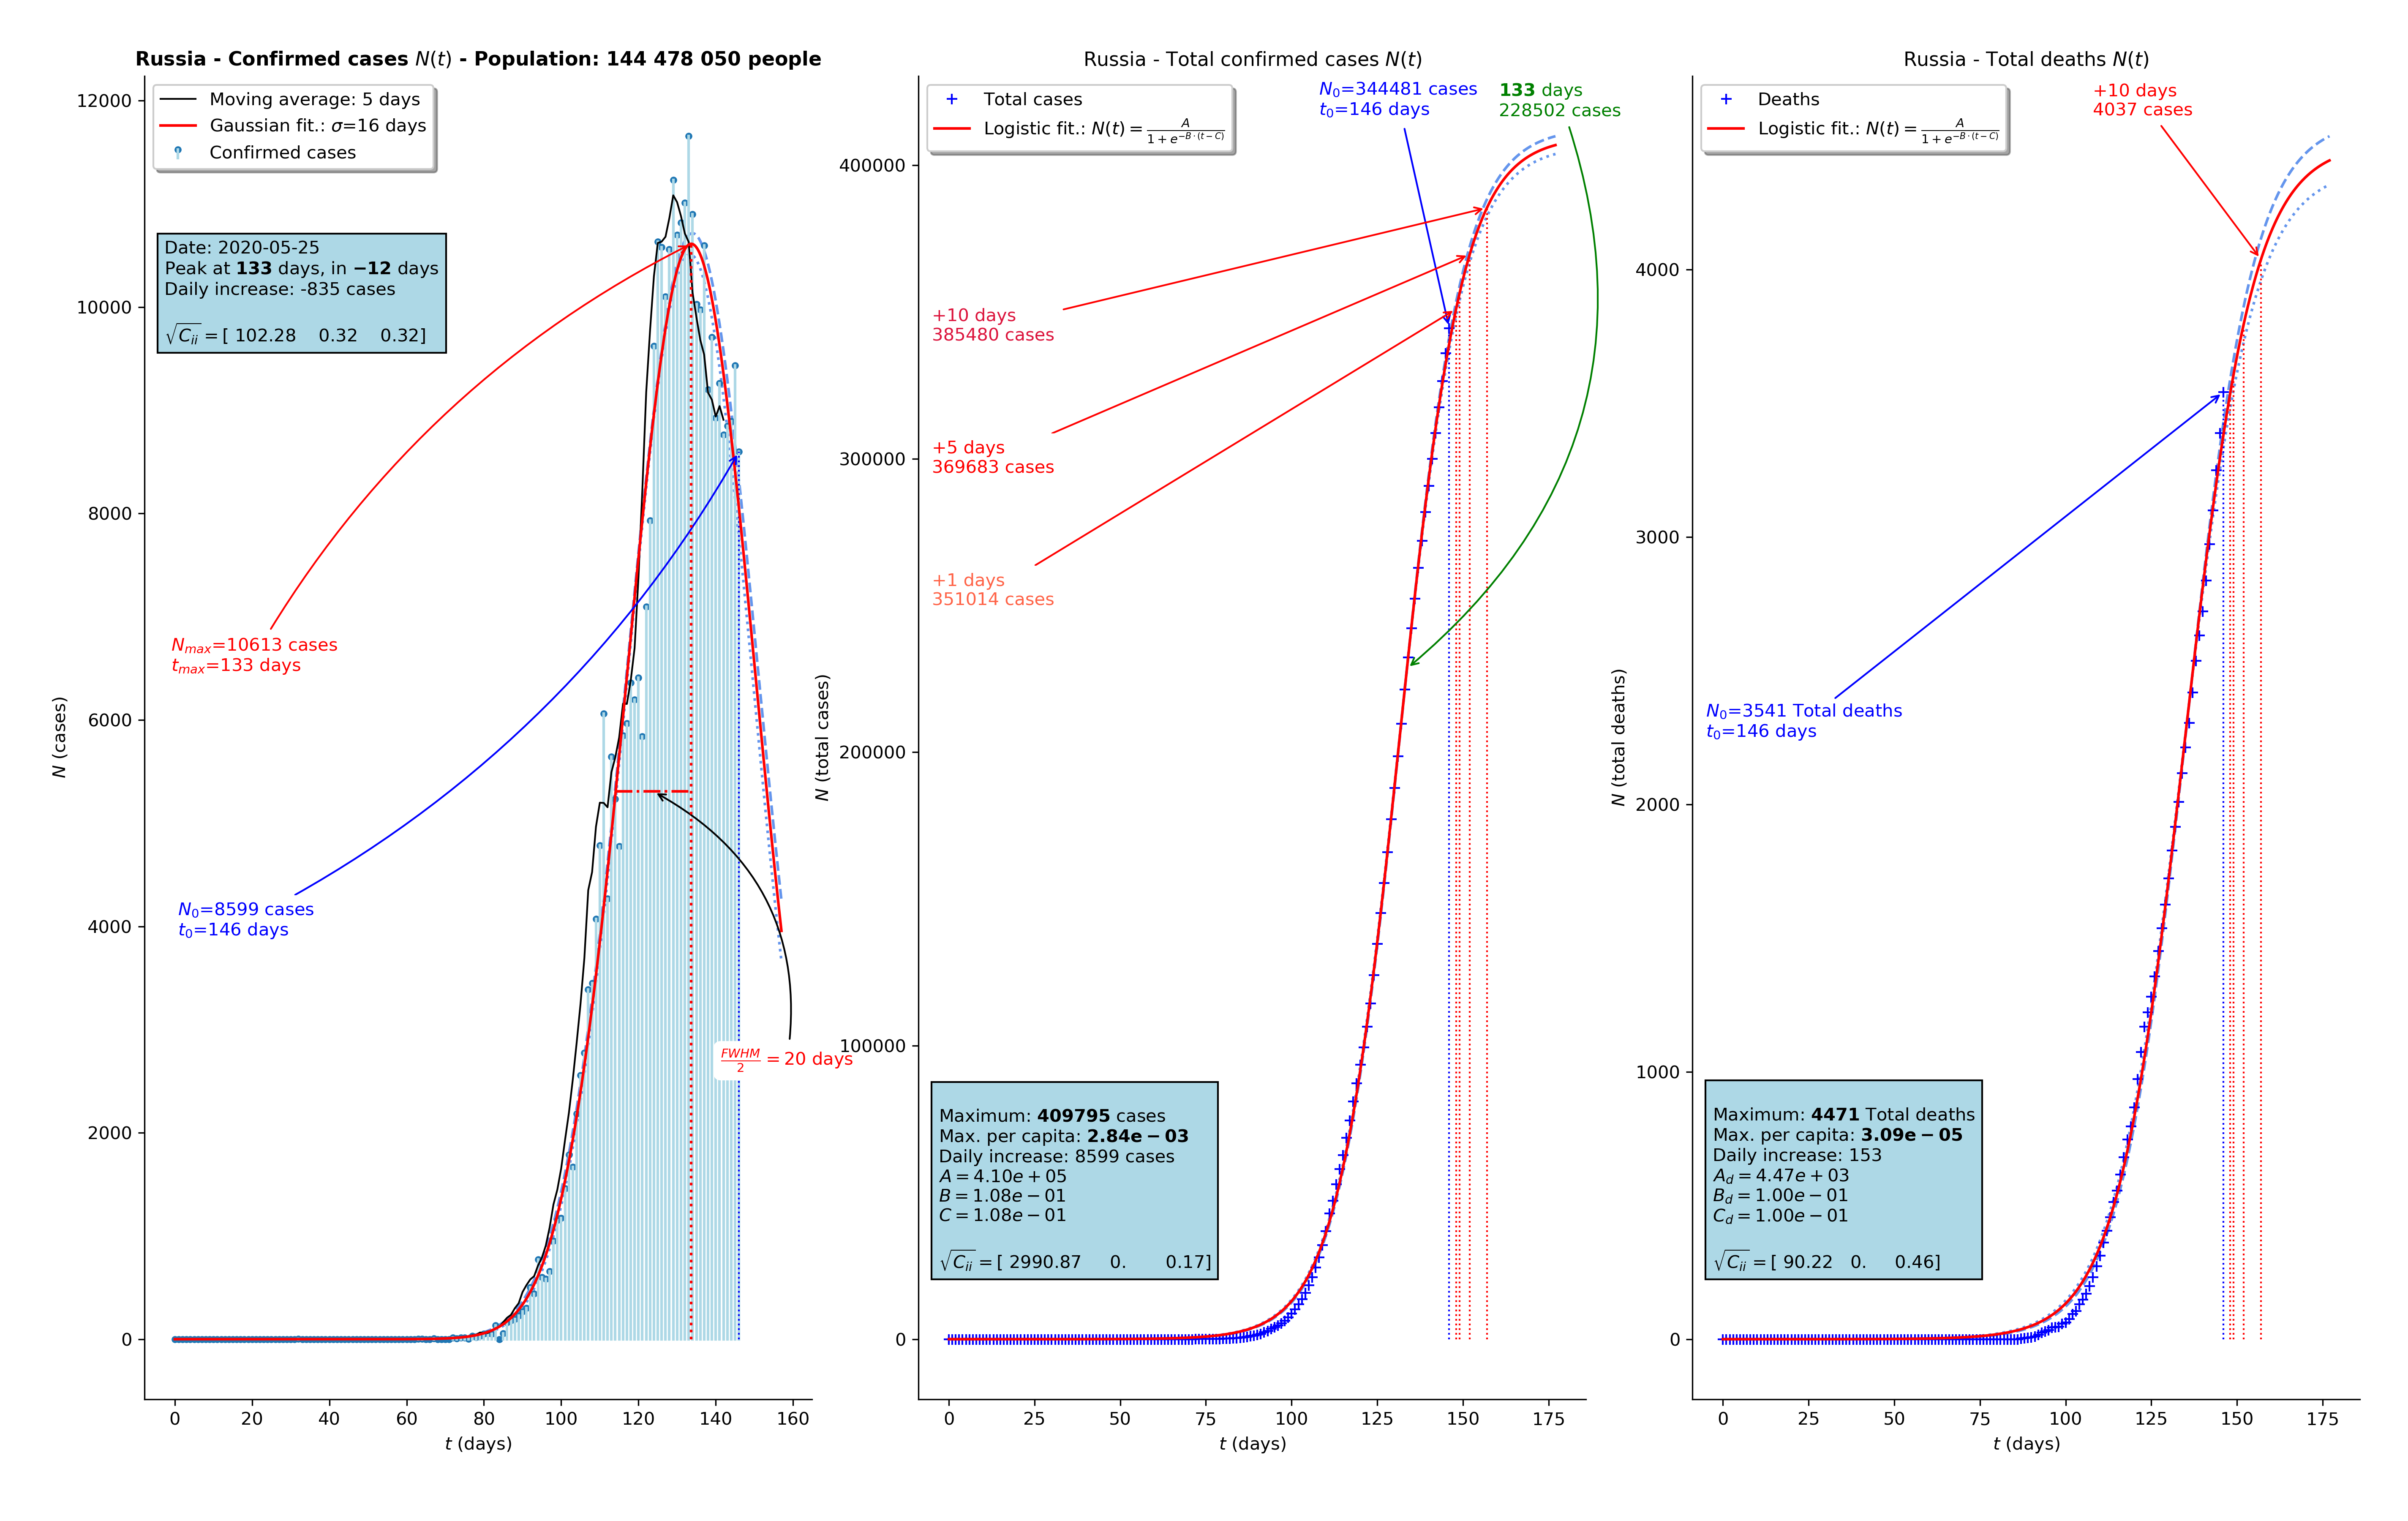 Russia - Confirmed cases N(t) - Population: 144 478 050 people
Moving average: 5 days
Gaussian fit.: σ=16 days
Confirmed cases
Date: 2020-05-25
Peak at 133 days, in −12 days
Daily increase: -835 cases
√C_ii = [ 102.28 0.32 0.32]
N_max=10613 cases
t_max=133 days
N_0=8599 cases
t_0=146 days
FWHM/2 = 20 days
N (cases)
12000
10000
8000
6000
4000
2000
0
0 20 40 60 80 100 120 140 160
t (days)
Russia - Total confirmed cases N(t)
Total cases
Logistic fit.: N(t) = A/(1 + e^(−B·(t−C)))
N_0=344481 cases
t_0=146 days
133 days
228502 cases
+10 days
385480 cases
+5 days
369683 cases
+1 days
351014 cases
Maximum: 409795 cases
Max. per capita: 2.84e − 03
Daily increase: 8599 cases
A = 4.10e + 05
B = 1.08e − 01
C = 1.08e − 01
√C_ii = [ 2990.87 0. 0.17]
N (total cases)
400000
300000
200000
100000
0
0 25 50 75 100 125 150 175
t (days)
Russia - Total deaths N(t)
Deaths
Logistic fit.: N(t) = A/(1 + e^(−B·(t−C)))
+10 days
4037 cases
N_0=3541 Total deaths
t_0=146 days
Maximum: 4471 Total deaths
Max. per capita: 3.09e − 05
Daily increase: 153
A_d = 4.47e + 03
B_d = 1.00e − 01
C_d = 1.00e − 01
√C_ii = [ 90.22 0. 0.46]
N (total deaths)
4000
3000
2000
1000
0
0 25 50 75 100 125 150 175
t (days)